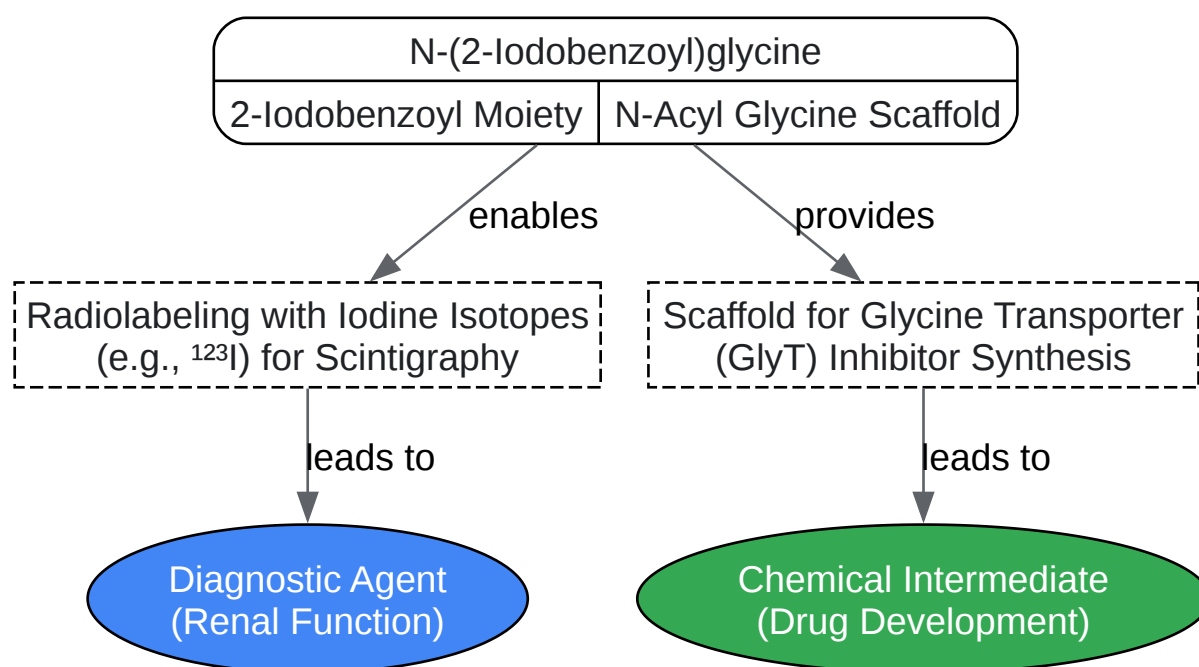 N-(2-Iodobenzoyl)glycine
2-Iodobenzoyl Moiety
N-Acyl Glycine Scaffold
enables
provides
Radiolabeling with Iodine Isotopes
(e.g., ¹²³I) for Scintigraphy
Scaffold for Glycine Transporter
(GlyT) Inhibitor Synthesis
leads to
leads to
Diagnostic Agent
(Renal Function)
Chemical Intermediate
(Drug Development)